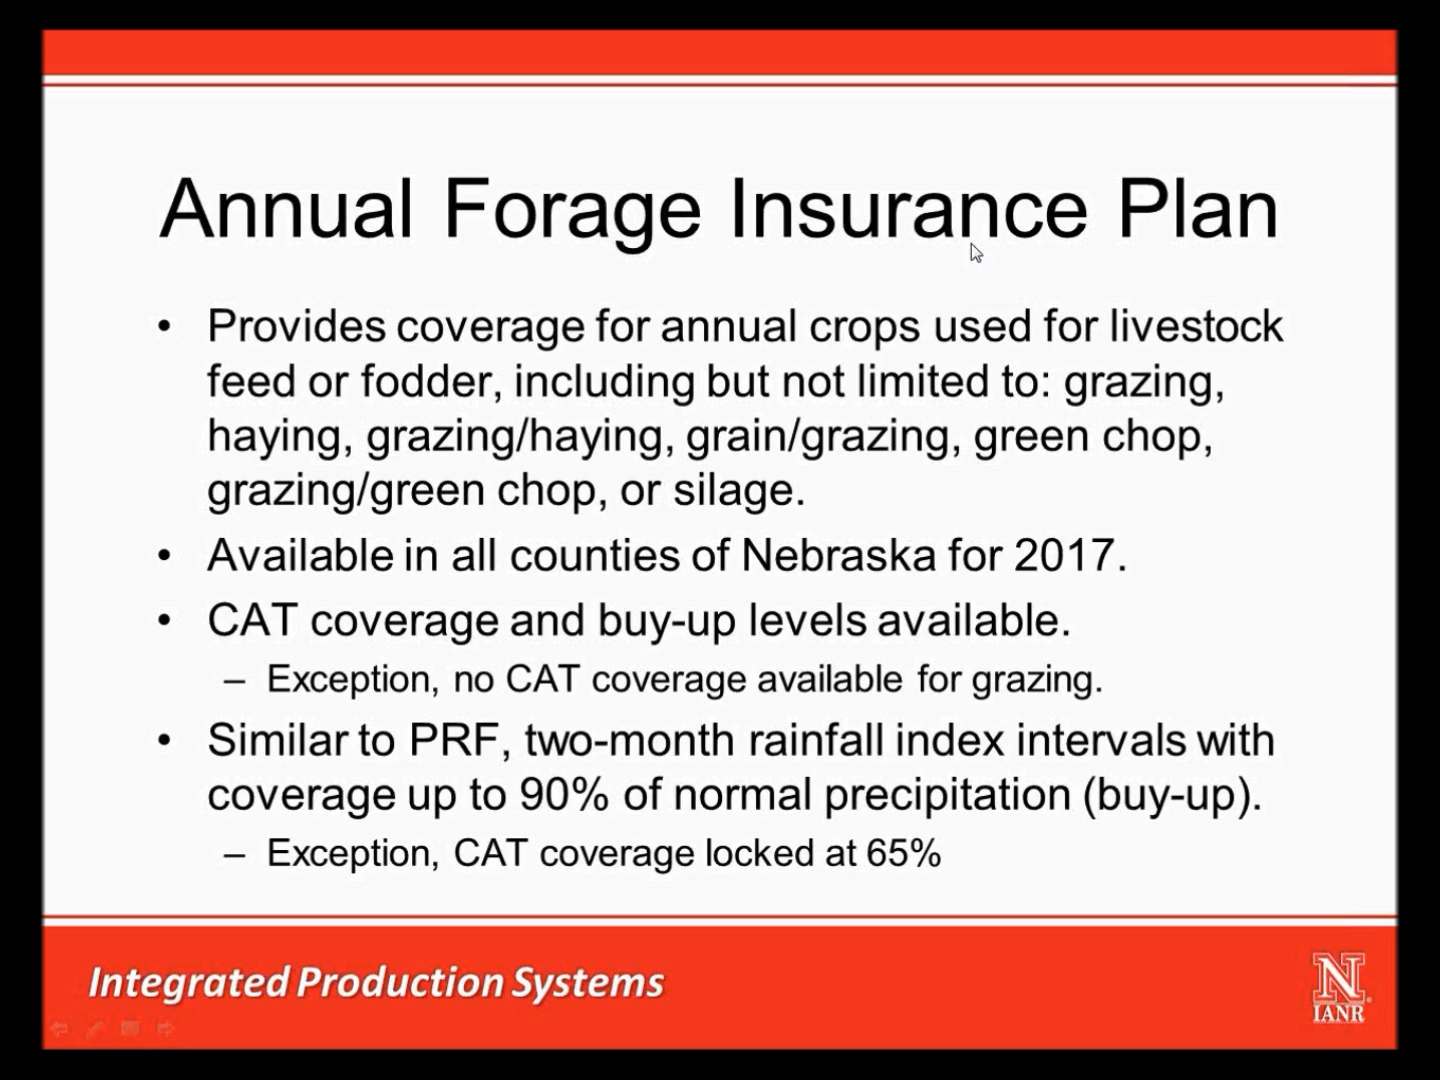 Annual Forage Insurance Plan
• Provides coverage for annual crops used for livestock
feed or fodder, including but not limited to: grazing,
haying, grazing/haying, grain/grazing, green chop,
grazing/green chop, or silage.
• Available in all counties of Nebraska for 2017.
• CAT coverage and buy-up levels available.
– Exception, no CAT coverage available for grazing.
• Similar to PRF, two-month rainfall index intervals with
coverage up to 90% of normal precipitation (buy-up).
– Exception, CAT coverage locked at 65%
Integrated Production Systems
N
IANR